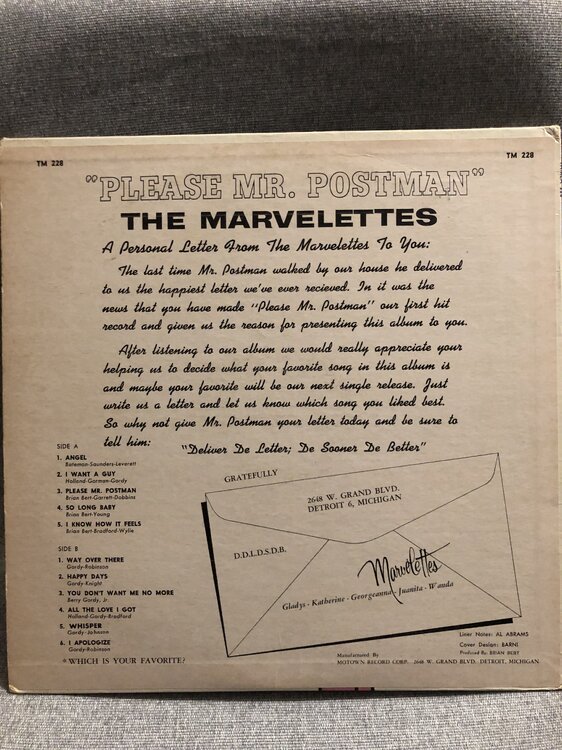 TM 228 TM 228
"PLEASE MR. POSTMAN"
THE MARVELETTES
A Personal Letter From The Marvelettes To You:
The last time Mr. Postman walked by our house he delivered
to us the happiest letter we've ever recieved. In it was the
news that you have made "Please Mr. Postman" our first hit
record and given us the reason for presenting this album to you.
After listening to our album we would really appreciate your
helping us to decide what your favorite song in this album is
and maybe your favorite will be our next single release. Just
write us a letter and let us know which song you liked best.
So why not give Mr. Postman your letter today and be sure to
tell him:
"Deliver De Letter; De Sooner De Better"
SIDE A
1. ANGEL
Bateman-Saunders-Leverett
2. I WANT A GUY
Holland-Gorman-Gordy
3. PLEASE MR. POSTMAN
Brian Bert-Garrett-Dobbins
4. SO LONG BABY
Brian Bert-Young
5. I KNOW HOW IT FEELS
Brian Bert-Bradford-Wylie
SIDE B
1. WAY OVER THERE
Gordy-Robinson
2. HAPPY DAYS
Gordy-Knight
3. YOU DON'T WANT ME NO MORE
Berry Gordy, Jr.
4. ALL THE LOVE I GOT
Holland-Gordy-Bradford
5. WHISPER
Gordy-Johnson
6. I APOLOGIZE
Gordy-Robinson
*WHICH IS YOUR FAVORITE?
GRATEFULLY
2648 W. GRAND BLVD.
DETROIT 6, MICHIGAN
D.D.L.D.S.D.B.
Marvelettes
Gladys - Katherine - Georgeanna - Juanita - Wanda
Liner Notes: AL ABRAMS
Cover Design: BARNI
Produced By: BRIAN BERT
Manufactured By
MOTOWN RECORD CORP. 2648 W. GRAND BLVD. DETROIT, MICHIGAN